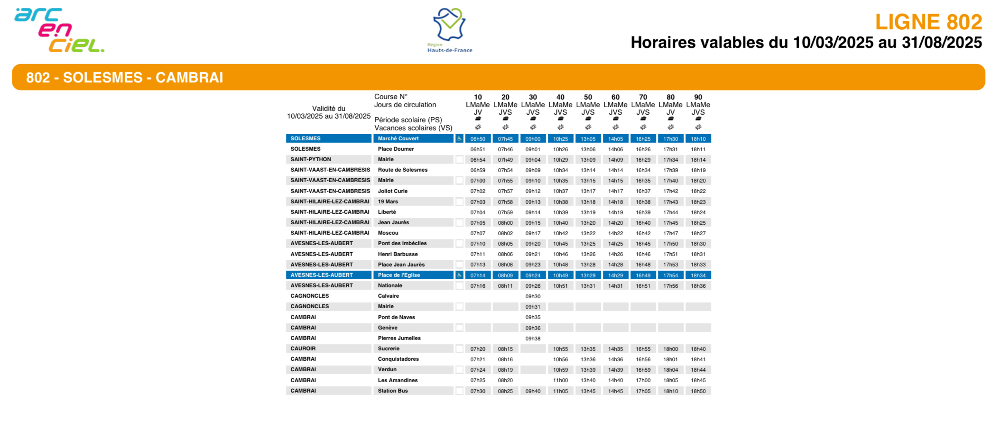 arc
en
ciel.
Région
Hauts-de-France
LIGNE 802
Horaires valables du 10/03/2025 au 31/08/2025
802 - SOLESMES - CAMBRAI
Validité du
10/03/2025 au 31/08/2025
Course N° 10 20 30 40 50 60 70 80 90
Jours de circulation LMaMe LMaMe LMaMe LMaMe LMaMe LMaMe LMaMe LMaMe LMaMe
JV JVS JVS JVS JVS JVS JVS JV JVS
Période scolaire (PS)
Vacances scolaires (VS)
SOLESMES Marché Couvert 06h50 07h45 09h00 10h25 13h05 14h05 16h25 17h30 18h10
SOLESMES Place Doumer 06h51 07h46 09h01 10h26 13h06 14h06 16h26 17h31 18h11
SAINT-PYTHON Mairie 06h54 07h49 09h04 10h29 13h09 14h09 16h29 17h34 18h14
SAINT-VAAST-EN-CAMBRESIS Route de Solesmes 06h59 07h54 09h09 10h34 13h14 14h14 16h34 17h39 18h19
SAINT-VAAST-EN-CAMBRESIS Mairie 07h00 07h55 09h10 10h35 13h15 14h15 16h35 17h40 18h20
SAINT-VAAST-EN-CAMBRESIS Joliot Curie 07h02 07h57 09h12 10h37 13h17 14h17 16h37 17h42 18h22
SAINT-HILAIRE-LEZ-CAMBRAI 19 Mars 07h03 07h58 09h13 10h38 13h18 14h18 16h38 17h43 18h23
SAINT-HILAIRE-LEZ-CAMBRAI Liberté 07h04 07h59 09h14 10h39 13h19 14h19 16h39 17h44 18h24
SAINT-HILAIRE-LEZ-CAMBRAI Jean Jaurès 07h05 08h00 09h15 10h40 13h20 14h20 16h40 17h45 18h25
SAINT-HILAIRE-LEZ-CAMBRAI Moscou 07h07 08h02 09h17 10h42 13h22 14h22 16h42 17h47 18h27
AVESNES-LES-AUBERT Pont des Imbéciles 07h10 08h05 09h20 10h45 13h25 14h25 16h45 17h50 18h30
AVESNES-LES-AUBERT Henri Barbusse 07h11 08h06 09h21 10h46 13h26 14h26 16h46 17h51 18h31
AVESNES-LES-AUBERT Place Jean Jaurès 07h13 08h08 09h23 10h48 13h28 14h28 16h48 17h53 18h33
AVESNES-LES-AUBERT Place de l'Eglise 07h14 08h09 09h24 10h49 13h29 14h29 16h49 17h54 18h34
AVESNES-LES-AUBERT Nationale 07h16 08h11 09h26 10h51 13h31 14h31 16h51 17h56 18h36
CAGNONCLES Calvaire 09h30
CAGNONCLES Mairie 09h31
CAMBRAI Pont de Naves 09h35
CAMBRAI Genève 09h36
CAMBRAI Pierres Jumelles 09h38
CAUROIR Sucrerie 07h20 08h15 10h55 13h35 14h35 16h55 18h00 18h40
CAMBRAI Conquistadores 07h21 08h16 10h56 13h36 14h36 16h56 18h01 18h41
CAMBRAI Verdun 07h24 08h19 10h59 13h39 14h39 16h59 18h04 18h44
CAMBRAI Les Amandines 07h25 08h20 11h00 13h40 14h40 17h00 18h05 18h45
CAMBRAI Station Bus 07h30 08h25 09h40 11h05 13h45 14h45 17h05 18h10 18h50